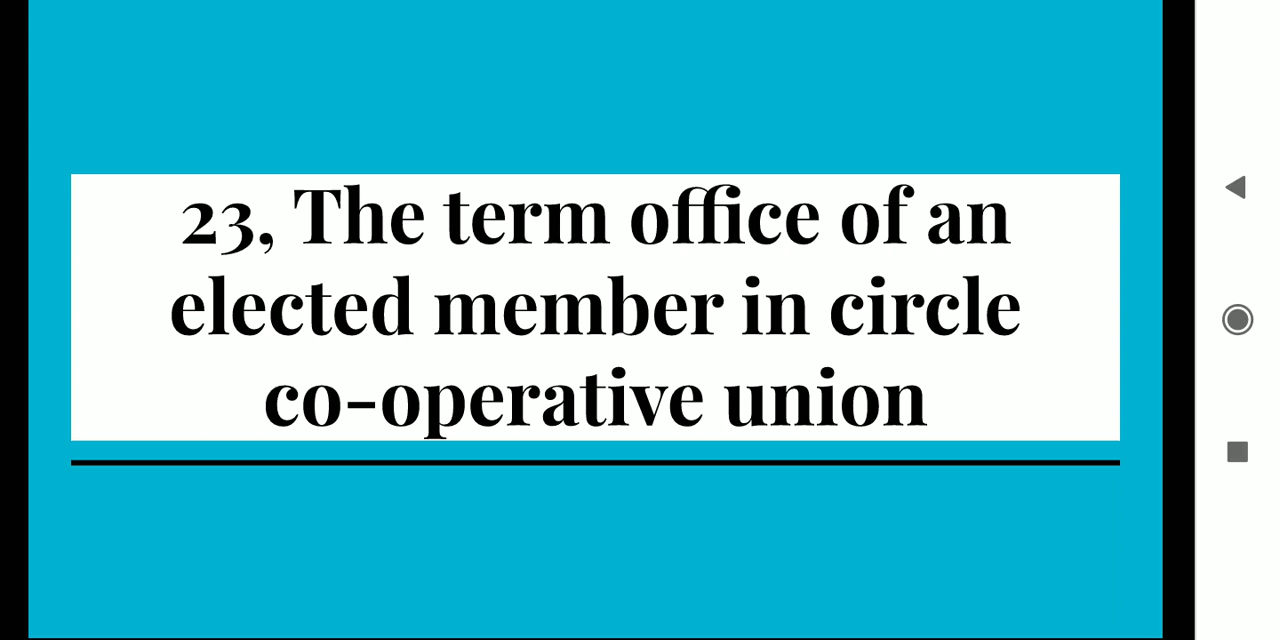 23, The term office of an
elected member in circle
co-operative union